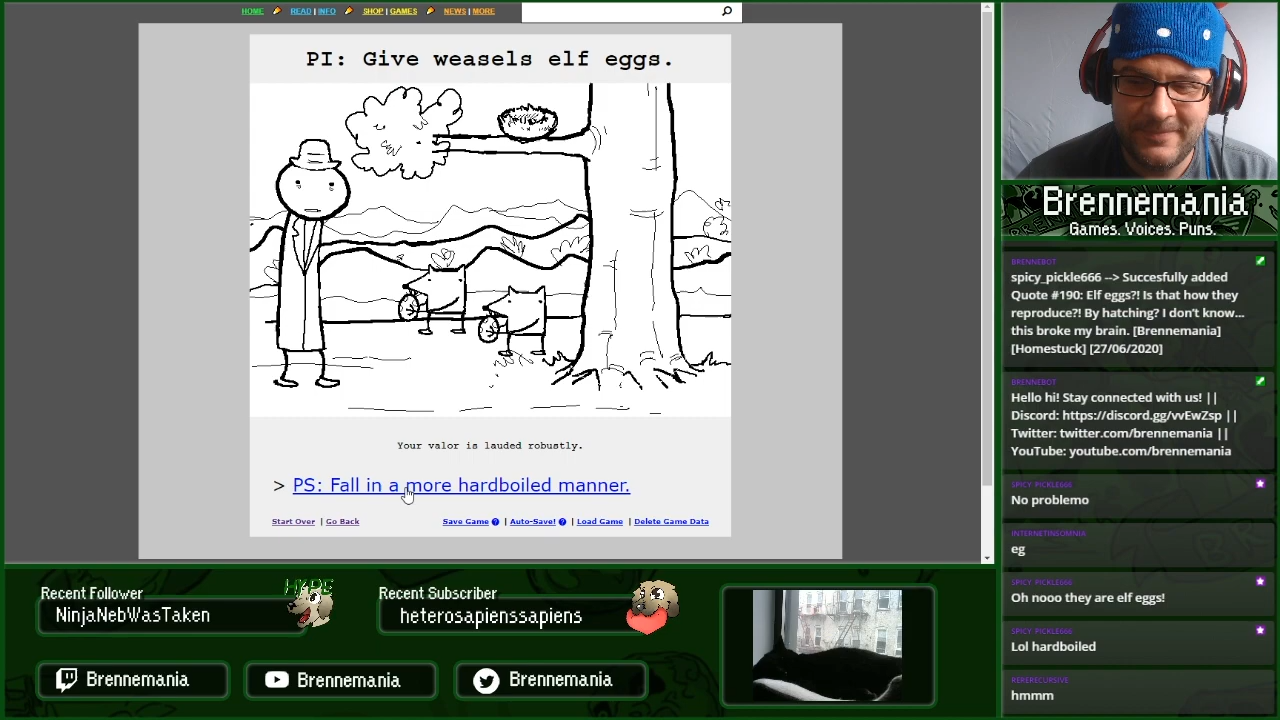 HOME READ | INFO SHOP | GAMES NEWS | MORE
PI: Give weasels elf eggs.
Your valor is lauded robustly.
> PS: Fall in a more hardboiled manner.
Start Over | Go Back Save Game ? | Auto-Save! ? | Load Game | Delete Game Data
Brennemania
Games. Voices. Puns.
BRENNEBOT
spicy_pickle666 --> Succesfully added
Quote #190: Elf eggs?! Is that how they
reproduce?! By hatching? I don't know...
this broke my brain. [Brennemania]
[Homestuck] [27/06/2020]
BRENNEBOT
Hello hi! Stay connected with us! ||
Discord: https://discord.gg/vvEwZsp ||
Twitter: twitter.com/brennemania ||
YouTube: youtube.com/brennemania
SPICY_PICKLE666
No problemo
INTERNETINSOMNIA
eg
SPICY_PICKLE666
Oh nooo they are elf eggs!
SPICY_PICKLE666
Lol hardboiled
RERERECURSIVE
hmmm
Recent Follower
HYPE
NinjaNebWasTaken
Recent Subscriber
heterosapienssapiens
Brennemania
Brennemania
Brennemania